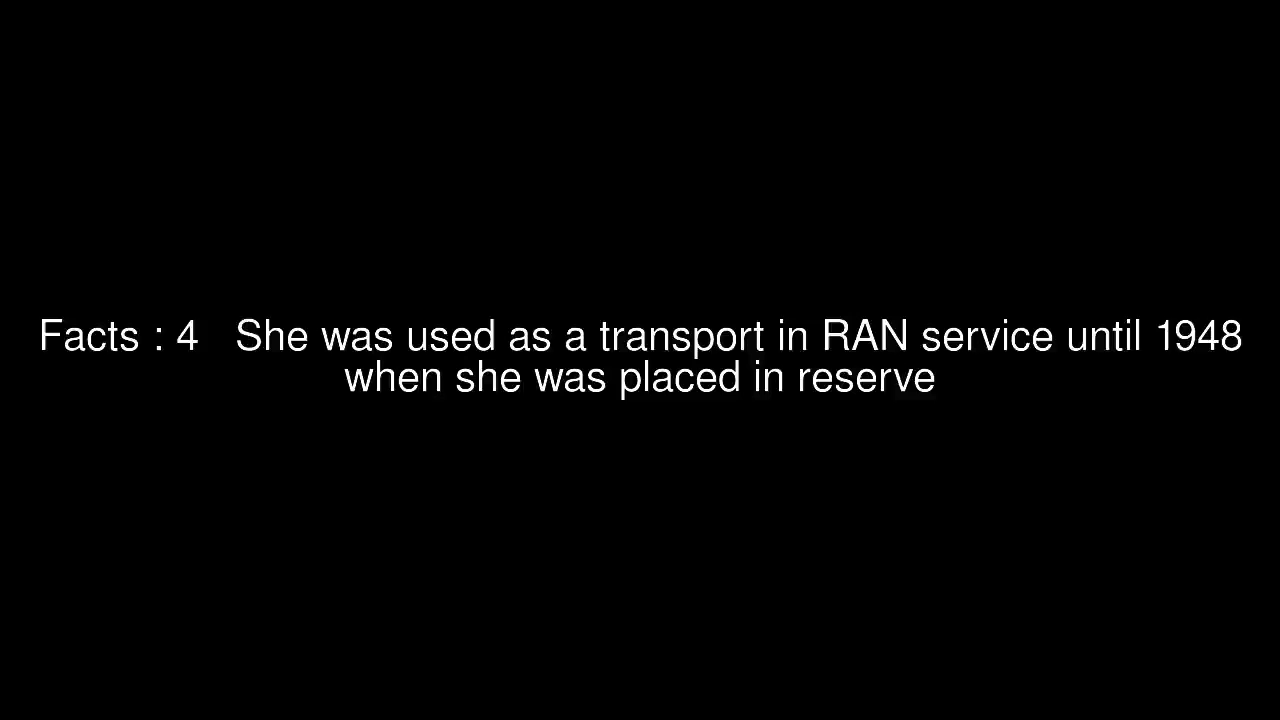 Facts : 4   She was used as a transport in RAN service until 1948
when she was placed in reserve